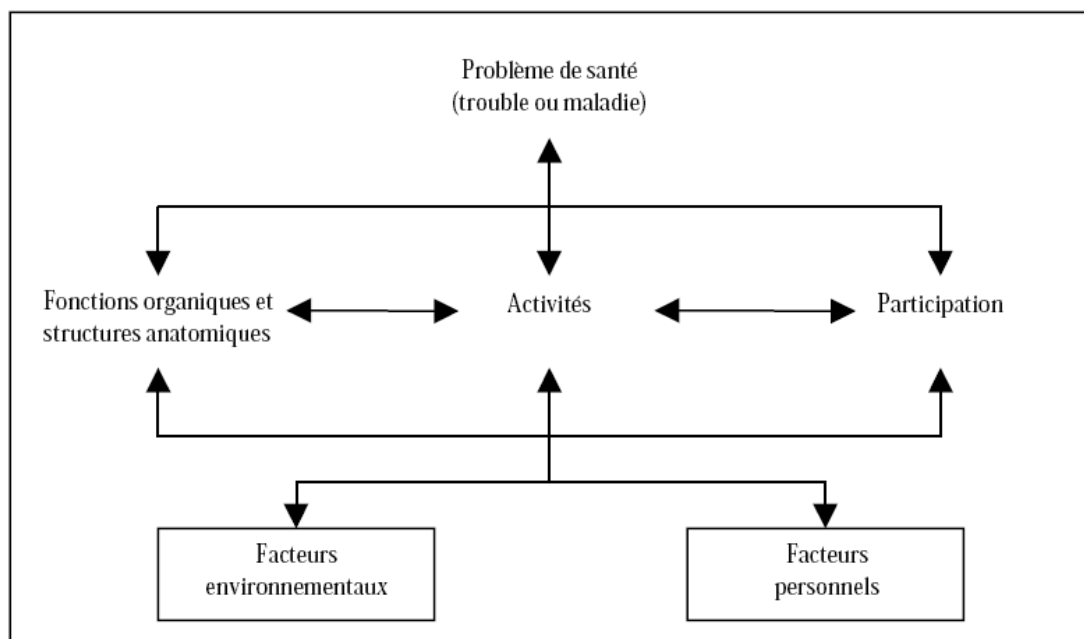 Problème de santé
(trouble ou maladie)
Fonctions organiques et
structures anatomiques
Activités
Participation
Facteurs
environnementaux
Facteurs
personnels